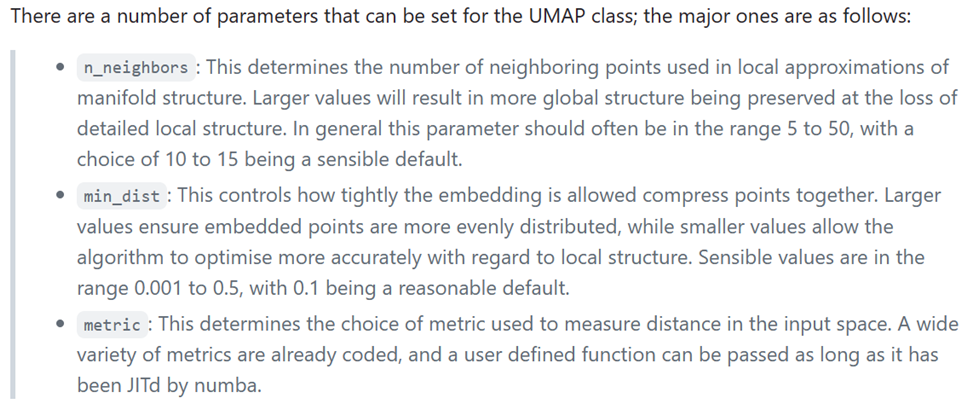 There are a number of parameters that can be set for the UMAP class; the major ones are as follows:
• n_neighbors : This determines the number of neighboring points used in local approximations of
manifold structure. Larger values will result in more global structure being preserved at the loss of
detailed local structure. In general this parameter should often be in the range 5 to 50, with a
choice of 10 to 15 being a sensible default.
• min_dist : This controls how tightly the embedding is allowed compress points together. Larger
values ensure embedded points are more evenly distributed, while smaller values allow the
algorithm to optimise more accurately with regard to local structure. Sensible values are in the
range 0.001 to 0.5, with 0.1 being a reasonable default.
• metric : This determines the choice of metric used to measure distance in the input space. A wide
variety of metrics are already coded, and a user defined function can be passed as long as it has
been JITd by numba.